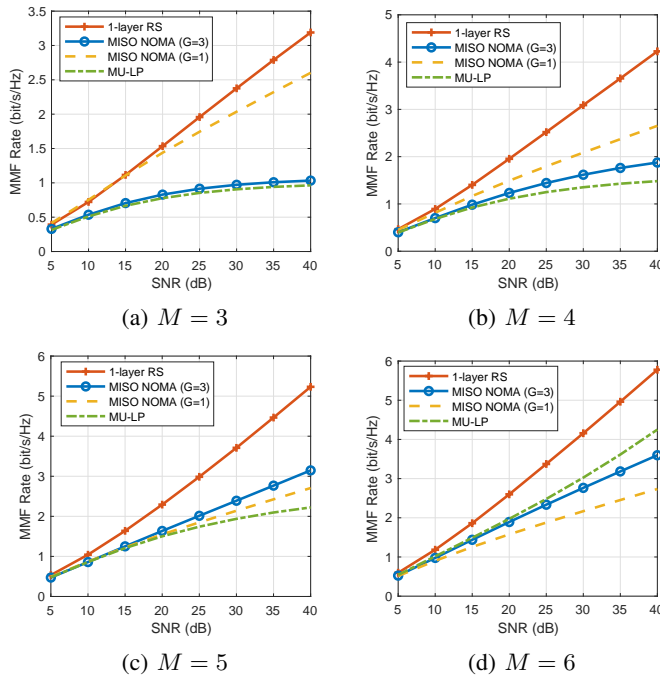 3.5
3
2.5
2
1.5
1
0.5
0
MMF Rate (bit/s/Hz)
1-layer RS
MISO NOMA (G=3)
MISO NOMA (G=1)
MU-LP
5 10 15 20 25 30 35 40
SNR (dB)
(a) M = 3
4
3
2
1
0
5
MMF Rate (bit/s/Hz)
1-layer RS
MISO NOMA (G=3)
MISO NOMA (G=1)
MU-LP
5 10 15 20 25 30 35 40
SNR (dB)
(b) M = 4
6
5
4
3
2
1
0
MMF Rate (bit/s/Hz)
1-layer RS
MISO NOMA (G=3)
MISO NOMA (G=1)
MU-LP
5 10 15 20 25 30 35 40
SNR (dB)
(c) M = 5
6
5
4
3
2
1
0
MMF Rate (bit/s/Hz)
1-layer RS
MISO NOMA (G=3)
MISO NOMA (G=1)
MU-LP
5 10 15 20 25 30 35 40
SNR (dB)
(d) M = 6